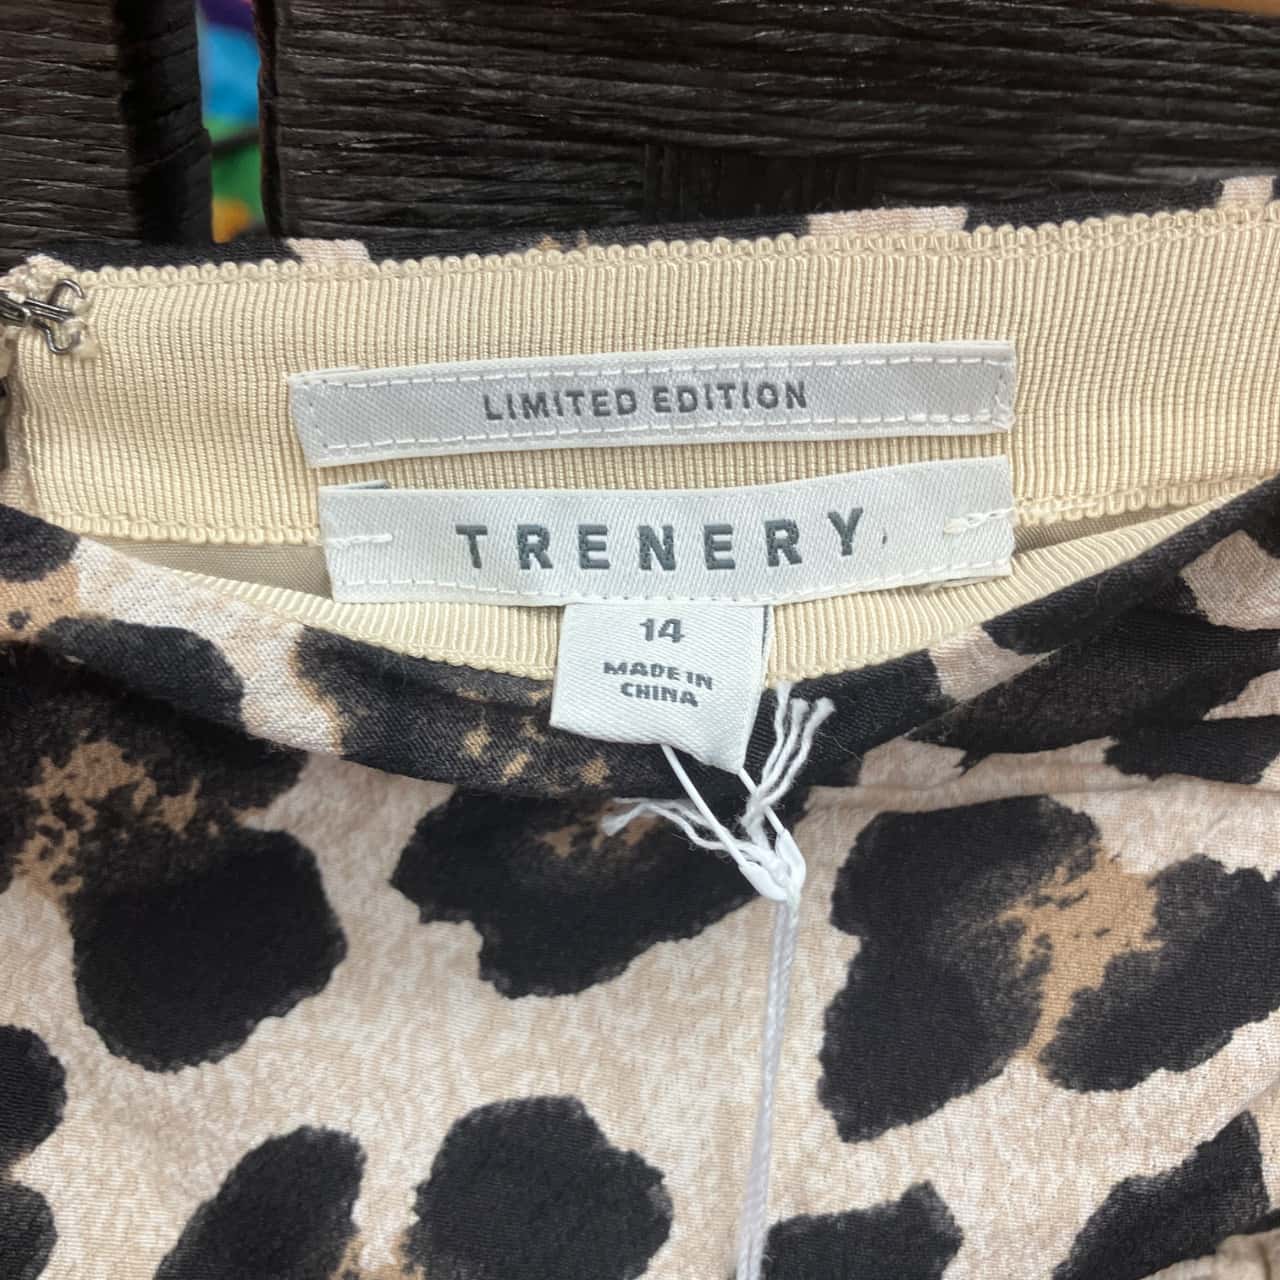 LIMITED EDITION
TRENERY
14
MADE IN
CHINA